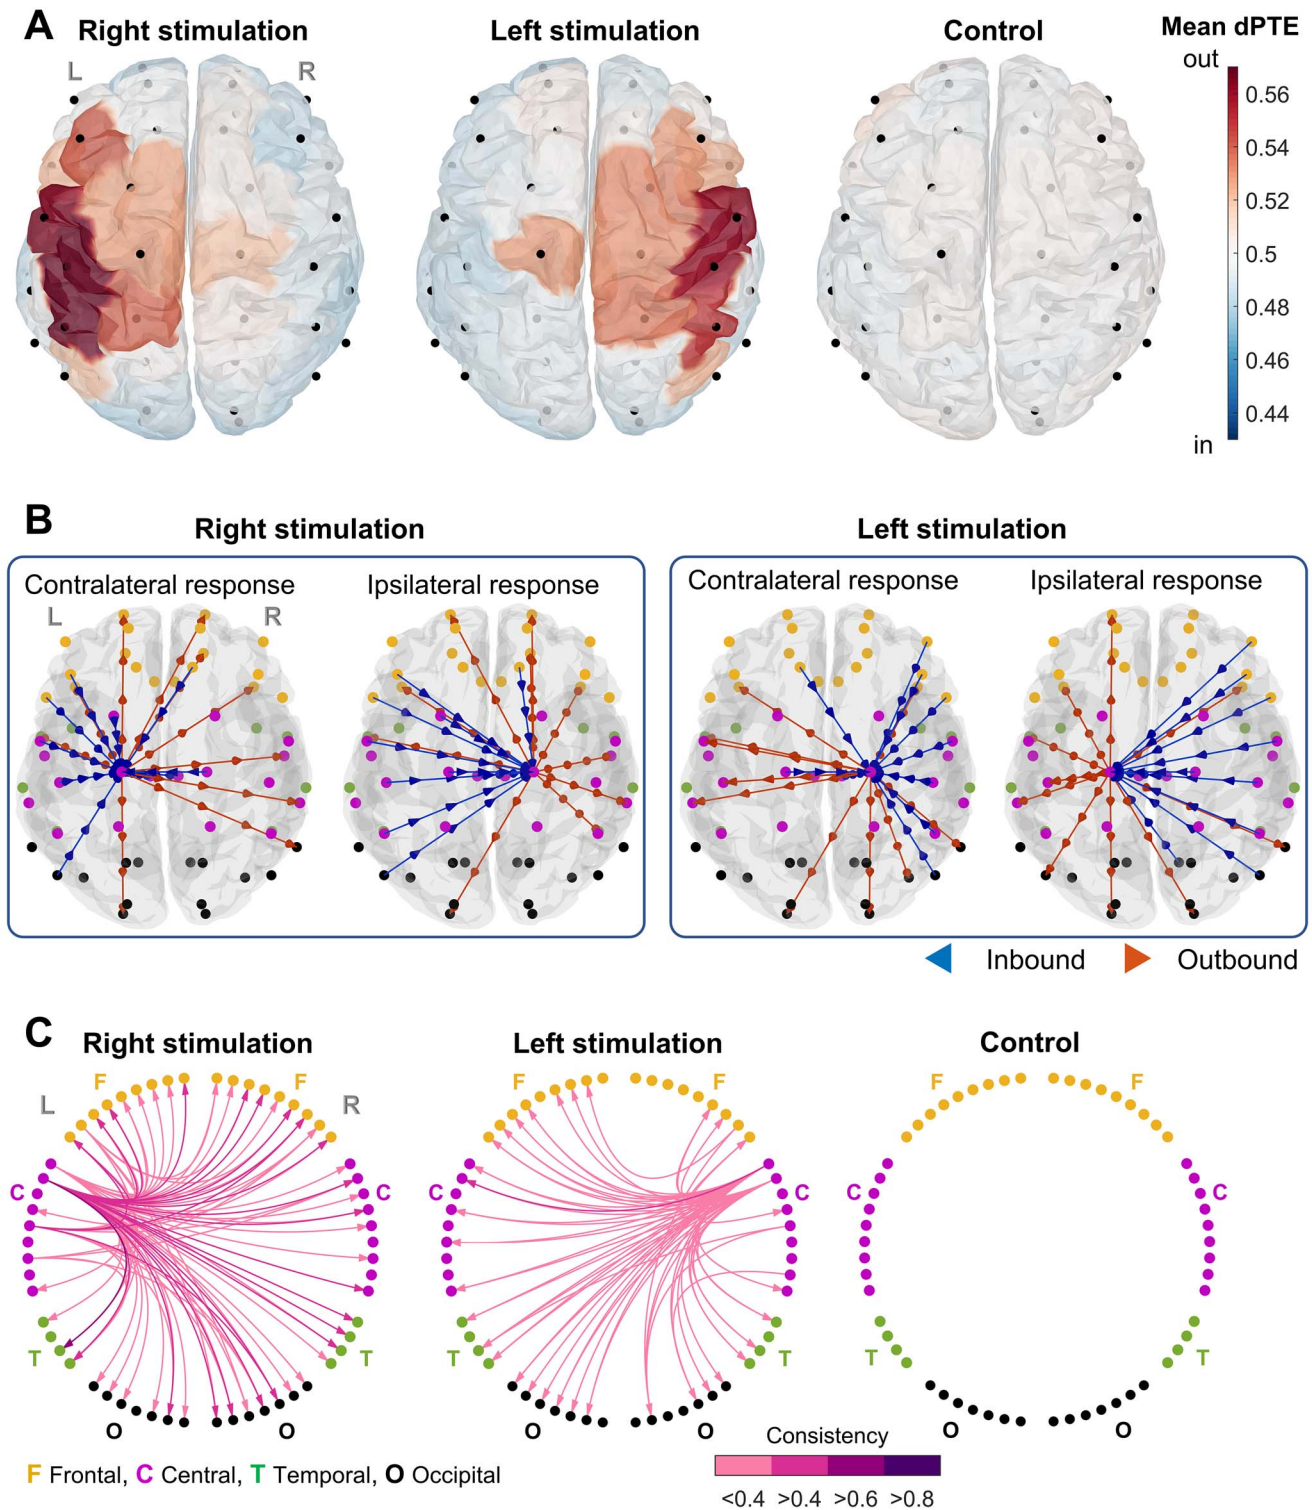 A
Right stimulation
Left stimulation
Control
Mean dPTE
out
L
R
0.56
0.54
0.52
0.5
0.48
0.46
0.44
in
B
Right stimulation
Left stimulation
Contralateral response
Ipsilateral response
Contralateral response
Ipsilateral response
L
R
Inbound
Outbound
C
Right stimulation
Left stimulation
Control
F
F
F
F
F
F
L
R
C
C
C
C
C
C
T
T
T
T
T
T
O
O
O
O
O
O
Consistency
<0.4 >0.4 >0.6 >0.8
F Frontal, C Central, T Temporal, O Occipital